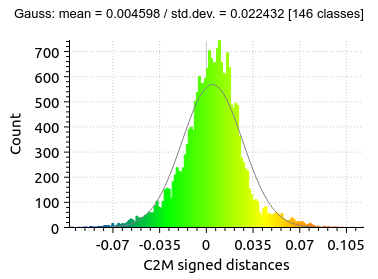 Gauss: mean = 0.004598 / std.dev. = 0.022432 [146 classes]
700
600
500
400
300
200
100
0
Count
-0.07 -0.035 0 0.035 0.07 0.105
C2M signed distances